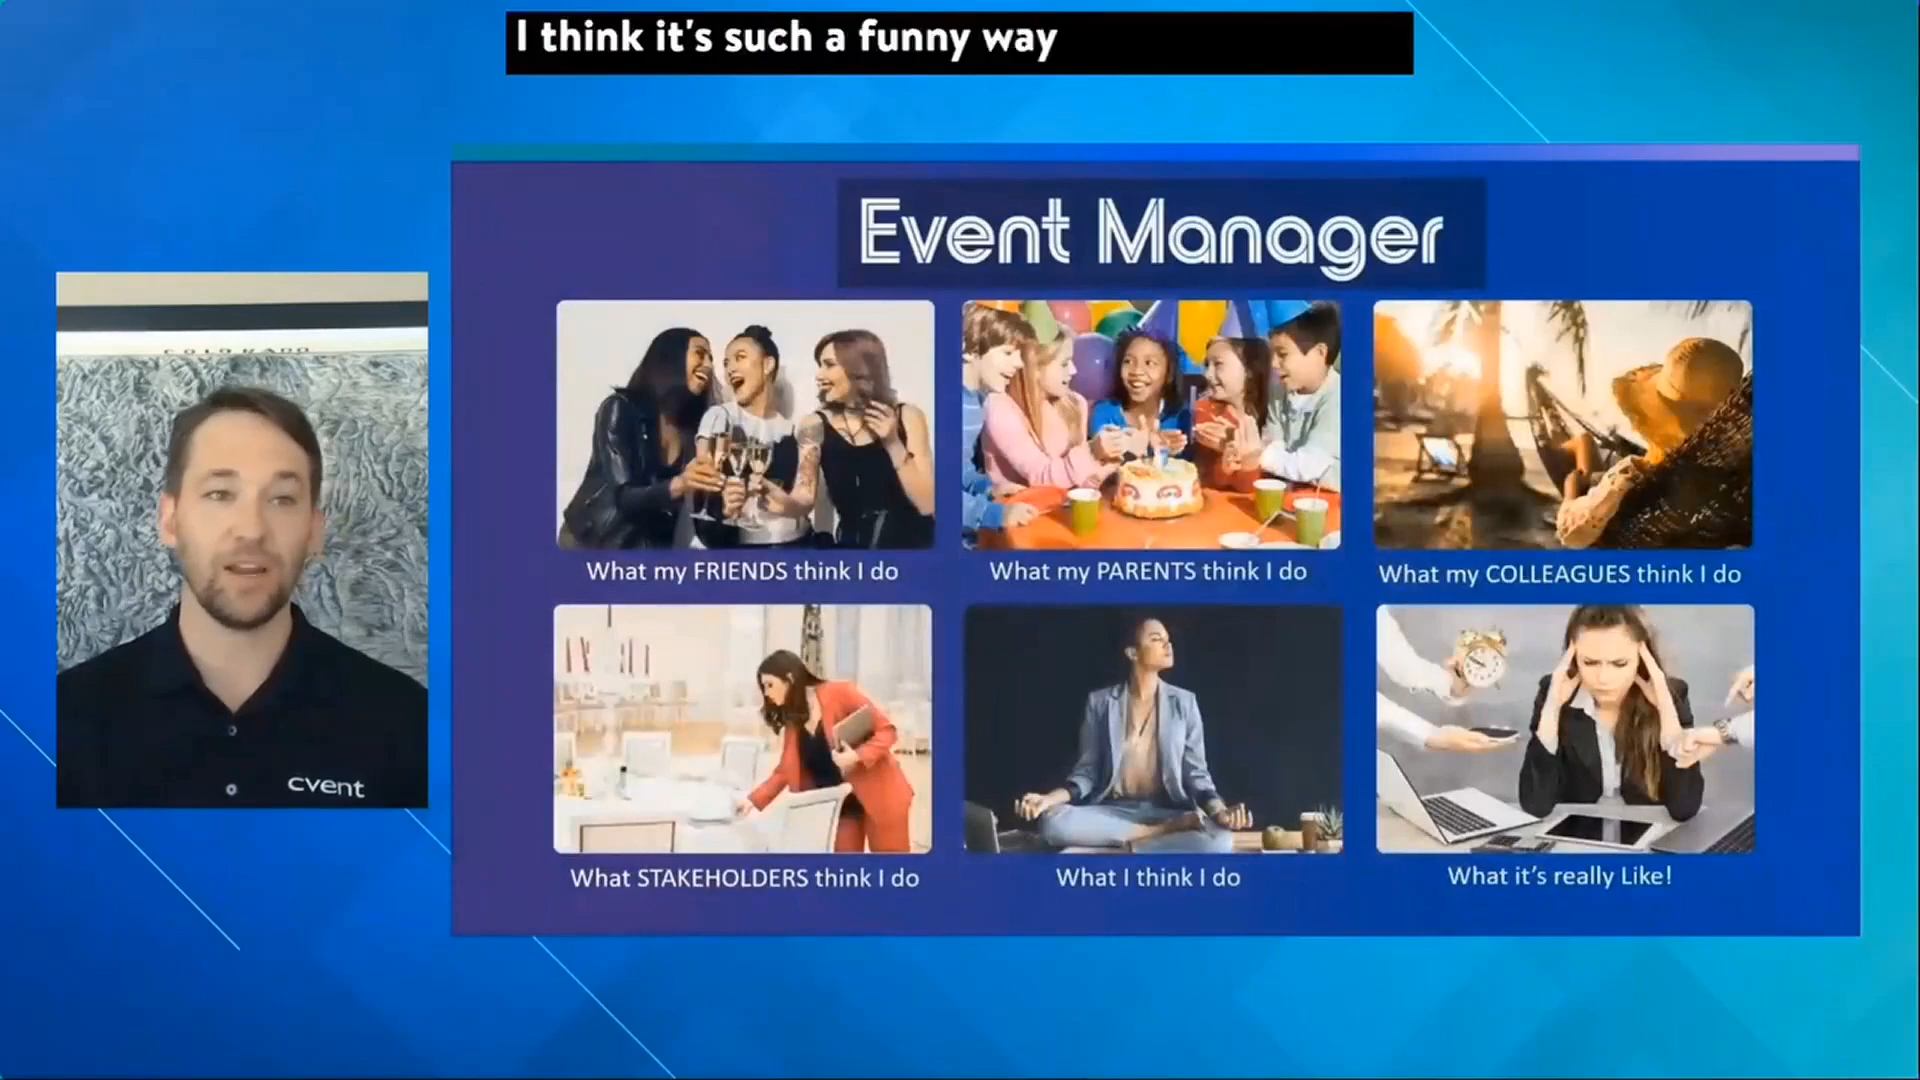 I think it's such a funny way
Event Manager
COLORADO
cvent
What my FRIENDS think I do
What my PARENTS think I do
What my COLLEAGUES think I do
What STAKEHOLDERS think I do
What I think I do
What it's really Like!